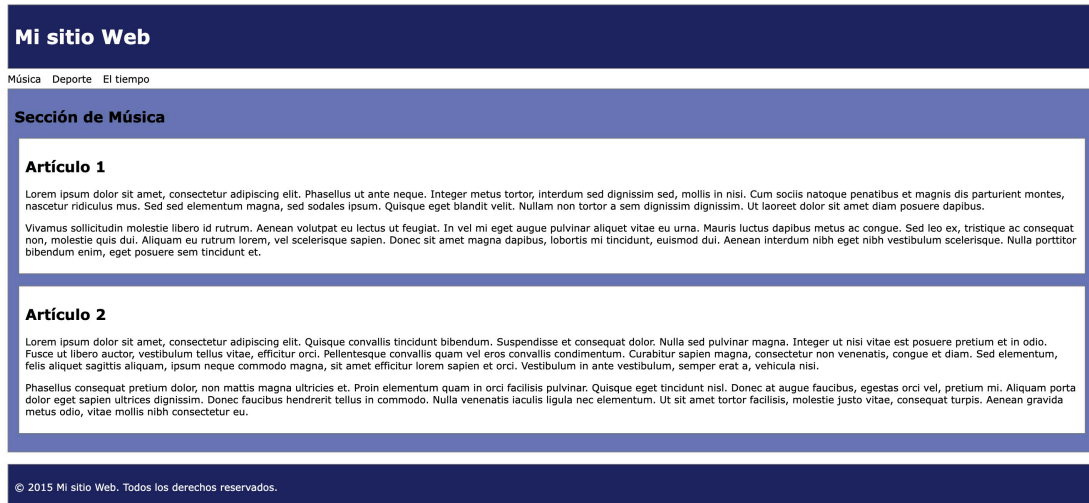 Mi sitio Web
Música Deporte El tiempo
Sección de Música
Artículo 1
Lorem ipsum dolor sit amet, consectetur adipiscing elit. Phasellus ut ante neque. Integer metus tortor, interdum sed dignissim sed, mollis in nisi. Cum sociis natoque penatibus et magnis dis parturient montes,
nascetur ridiculus mus. Sed sed elementum magna, sed sodales ipsum. Quisque eget blandit velit. Nullam non tortor a sem dignissim dignissim. Ut laoreet dolor sit amet diam posuere dapibus.
Vivamus sollicitudin molestie libero id rutrum. Aenean volutpat eu lectus ut feugiat. In vel mi eget augue pulvinar aliquet vitae eu urna. Mauris luctus dapibus metus ac congue. Sed leo ex, tristique ac consequat
non, molestie quis dui. Aliquam eu rutrum lorem, vel scelerisque sapien. Donec sit amet magna dapibus, lobortis mi tincidunt, euismod dui. Aenean interdum nibh eget nibh vestibulum scelerisque. Nulla porttitor
bibendum enim, eget posuere sem tincidunt et.
Artículo 2
Lorem ipsum dolor sit amet, consectetur adipiscing elit. Quisque convallis tincidunt bibendum. Suspendisse et consequat dolor. Nulla sed pulvinar magna. Integer ut nisi vitae est posuere pretium et in odio.
Fusce ut libero auctor, vestibulum tellus vitae, efficitur orci. Pellentesque convallis quam vel eros convallis condimentum. Curabitur sapien magna, consectetur non venenatis, congue et diam. Sed elementum,
felis aliquet sagittis aliquam, ipsum neque commodo magna, sit amet efficitur lorem sapien et orci. Vestibulum in ante vestibulum, semper erat a, vehicula nisi.
Phasellus consequat pretium dolor, non mattis magna ultricies et. Proin elementum quam in orci facilisis pulvinar. Quisque eget tincidunt nisl. Donec at augue faucibus, egestas orci vel, pretium mi. Aliquam porta
dolor eget sapien ultrices dignissim. Donec faucibus hendrerit tellus in commodo. Nulla venenatis iaculis ligula nec elementum. Ut sit amet tortor facilisis, molestie justo vitae, consequat turpis. Aenean gravida
metus odio, vitae mollis nibh consectetur eu.
© 2015 Mi sitio Web. Todos los derechos reservados.